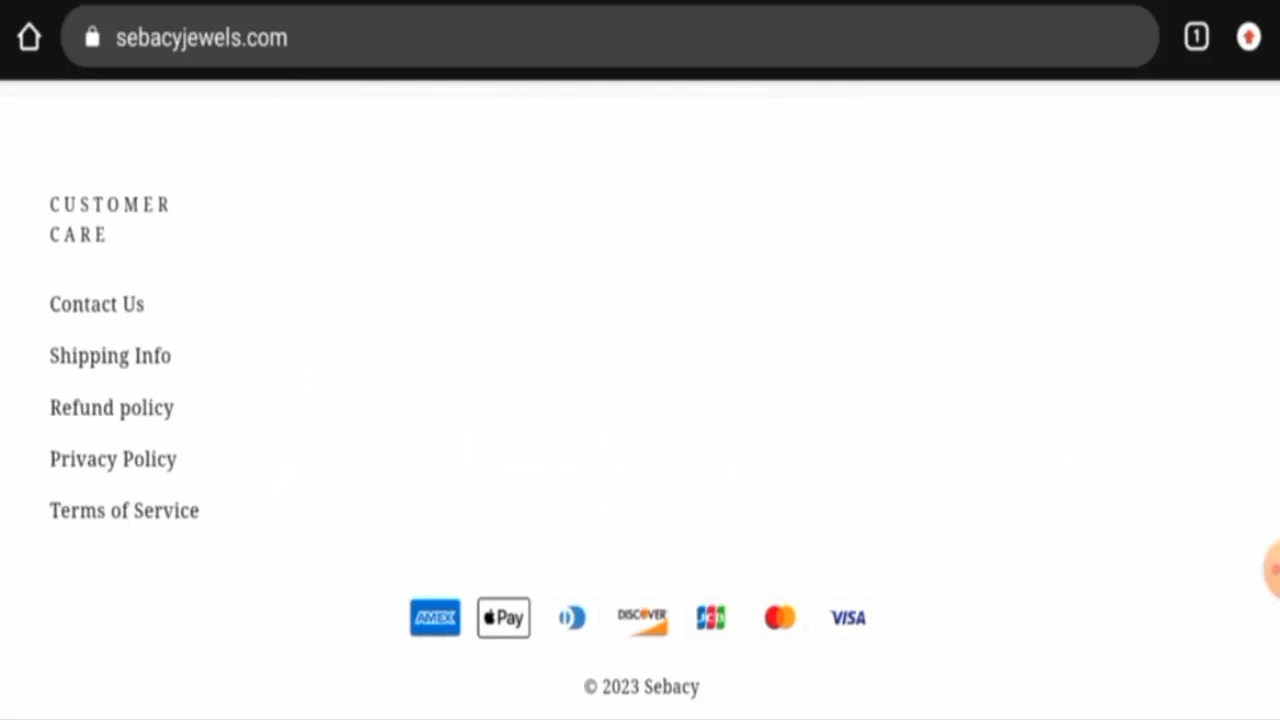 1
sebacyjewels.com
CUSTOMER
CARE
Contact Us
Shipping Info
Refund policy
Privacy Policy
Terms of Service
AMEX Pay DISCOVER JCB VISA
© 2023 Sebacy